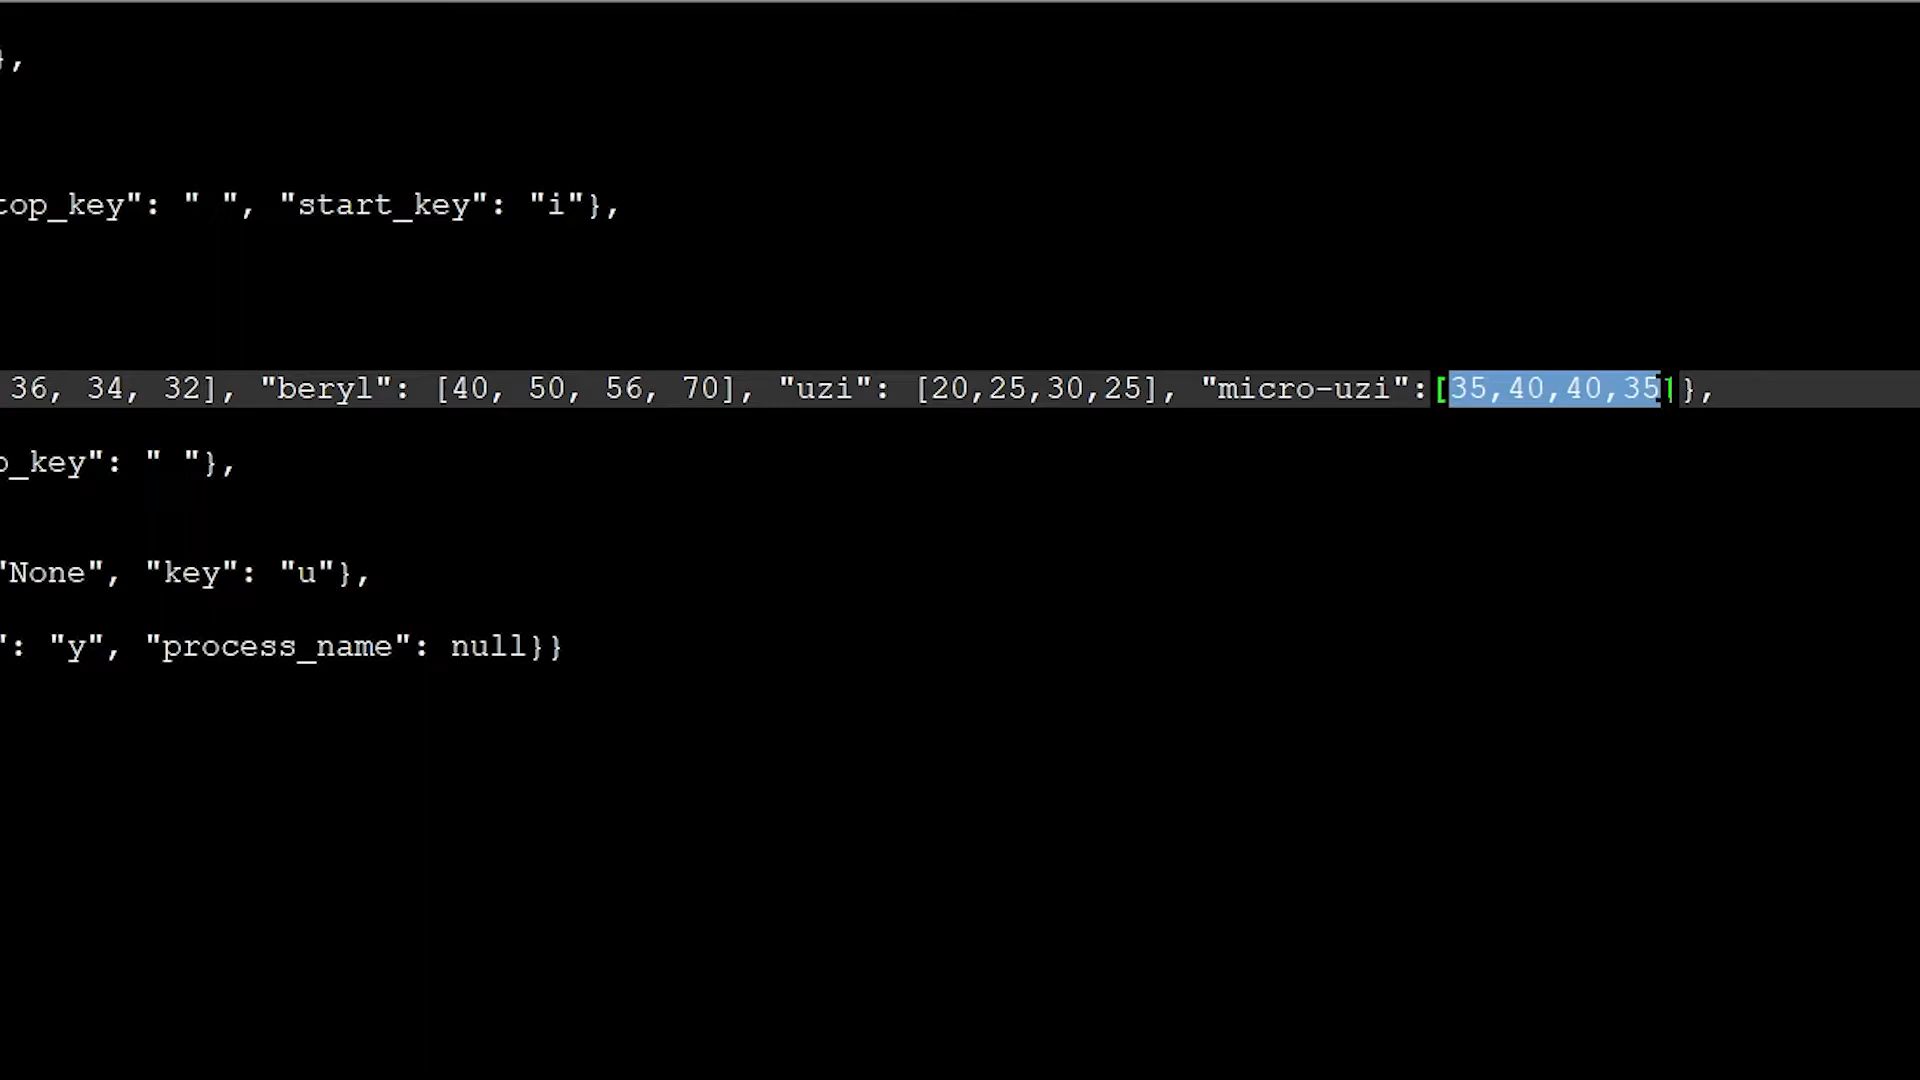 },
top_key": " ", "start_key": "i"},
36, 34, 32], "beryl": [40, 50, 56, 70], "uzi": [20,25,30,25], "micro-uzi":[35,40,40,35]},
p_key": " "},
"None", "key": "u"},
": "y", "process_name": null}}